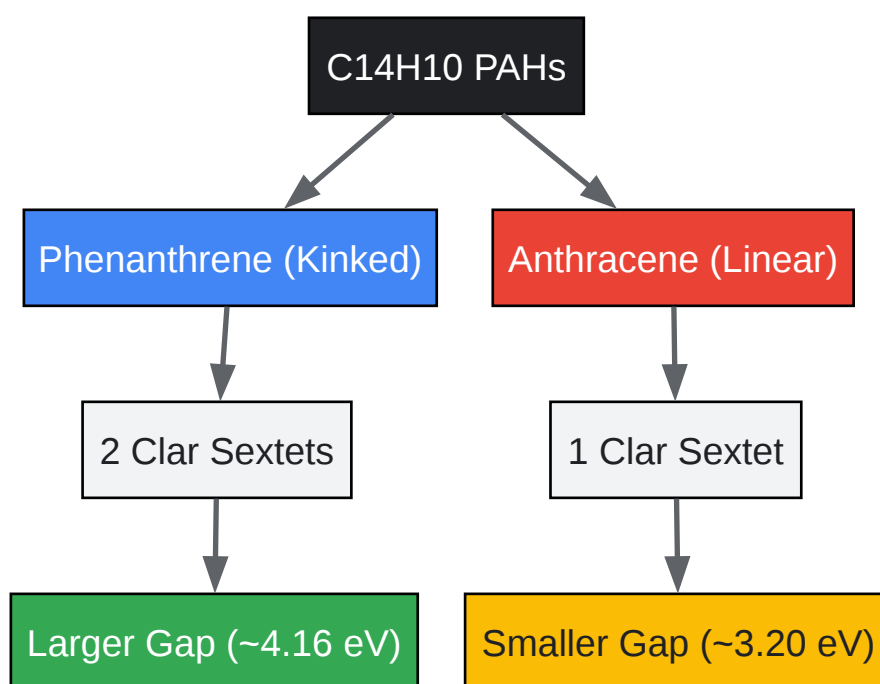 C14H10 PAHs
Phenanthrene (Kinked)
Anthracene (Linear)
2 Clar Sextets
1 Clar Sextet
Larger Gap (~4.16 eV)
Smaller Gap (~3.20 eV)